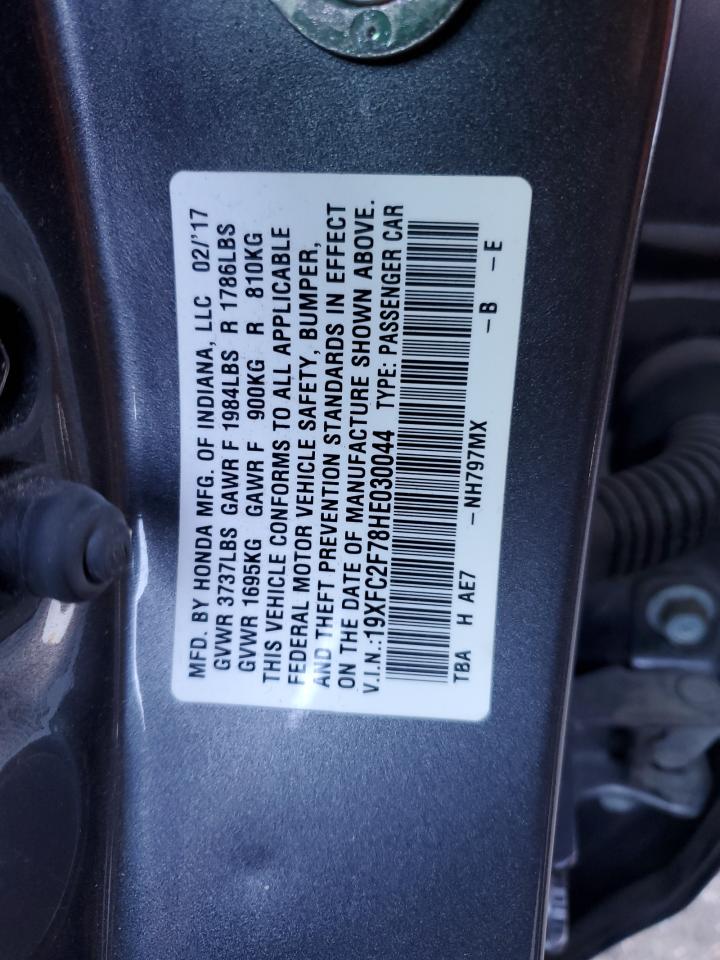 MFD. BY HONDA MFG. OF INDIANA, LLC 02/'17
GVWR 3737LBS GAWR F 1984LBS R 1786LBS
GVWR 1695KG GAWR F 900KG R 810KG
THIS VEHICLE CONFORMS TO ALL APPLICABLE
FEDERAL MOTOR VEHICLE SAFETY, BUMPER,
AND THEFT PREVENTION STANDARDS IN EFFECT
ON THE DATE OF MANUFACTURE SHOWN ABOVE.
V.I.N.:19XFC2F78HE030044 TYPE: PASSENGER CAR
TBA H AE7 -NH797MX -B -E